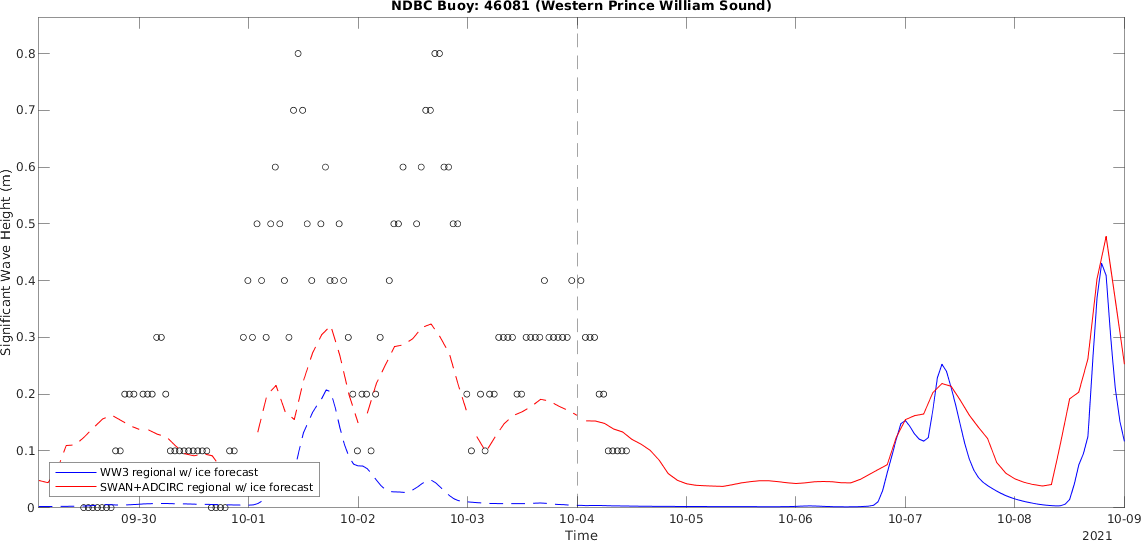 NDBC Buoy: 46081 (Western Prince William Sound)
Significant Wave Height (m)
0.8
0.7
0.6
0.5
0.4
0.3
0.2
0.1
0
WW3 regional w/ ice forecast
SWAN+ADCIRC regional w/ ice forecast
09-30 10-01 10-02 10-03 10-04 10-05 10-06 10-07 10-08 10-09
Time
2021